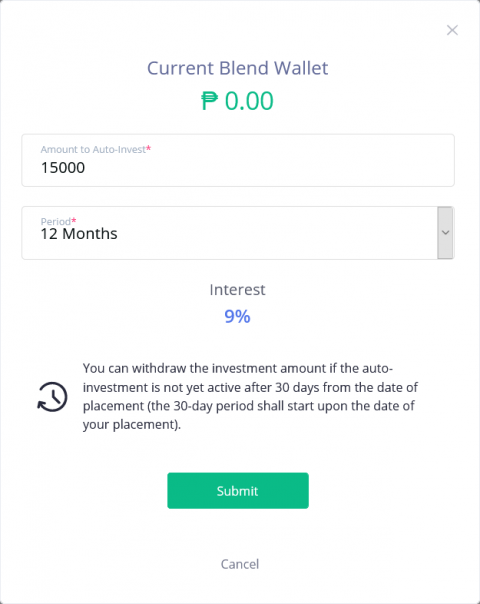 Current Blend Wallet
₱ 0.00
Amount to Auto-Invest*
15000
Period*
12 Months
Interest
9%
You can withdraw the investment amount if the auto-
investment is not yet active after 30 days from the date of
placement (the 30-day period shall start upon the date of
your placement).
Submit
Cancel